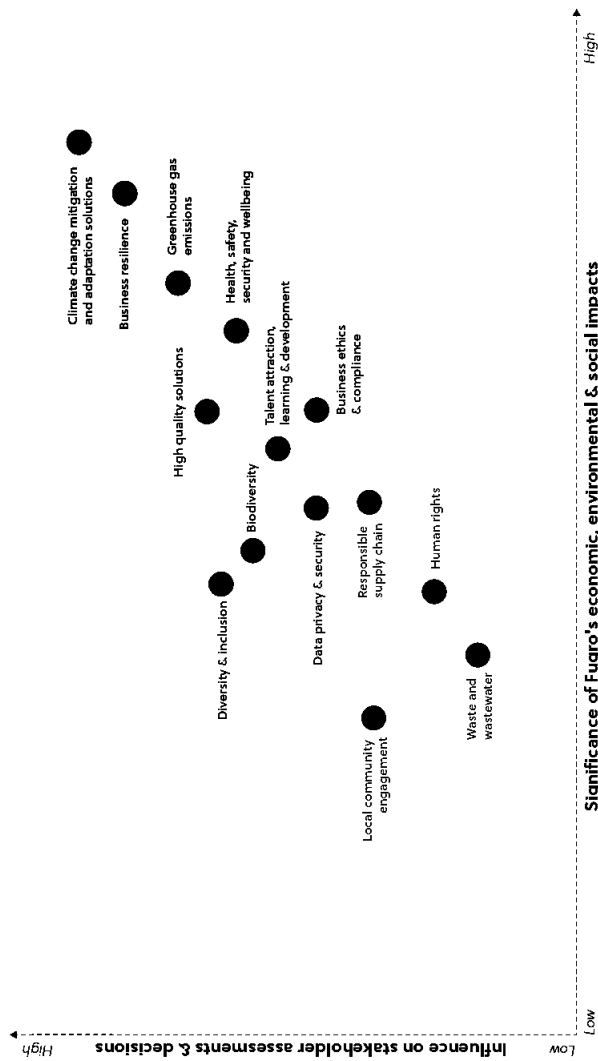 High
Influence on stakeholder assesments & decisions
Low
Climate change mitigation
and adaptation solutions
Business resilience
Greenhouse gas
emissions
High quality solutions
Health, safety,
security and wellbeing
Diversity & inclusion
Biodiversity
Talent attraction,
learning & development
Data privacy & security
Business ethics
& compliance
Responsible
supply chain
Local community
engagement
Human rights
Waste and
wastewater
Low
Significance of Fugro's economic, environmental & social impacts
High